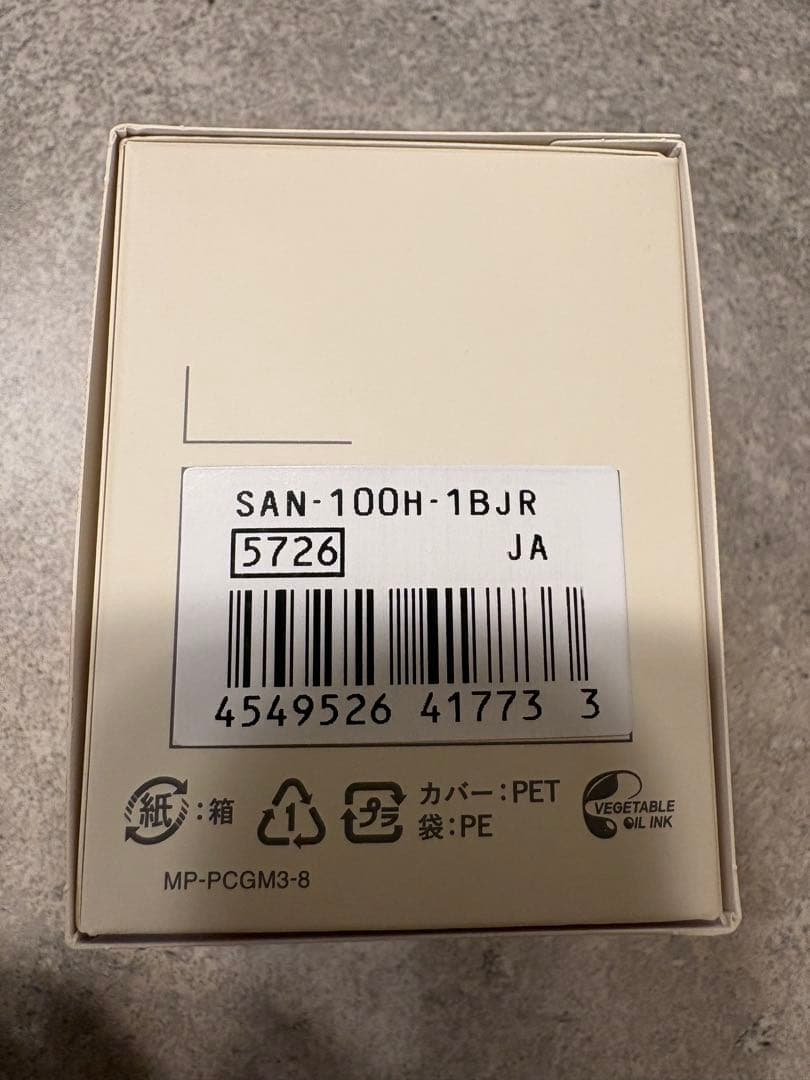 SAN-100H-1BJR
5726 JA
4549526 41773 3
紙:箱
1
プラ
カバー:PET
袋:PE
VEGETABLE
OIL INK
MP-PCGM3-8